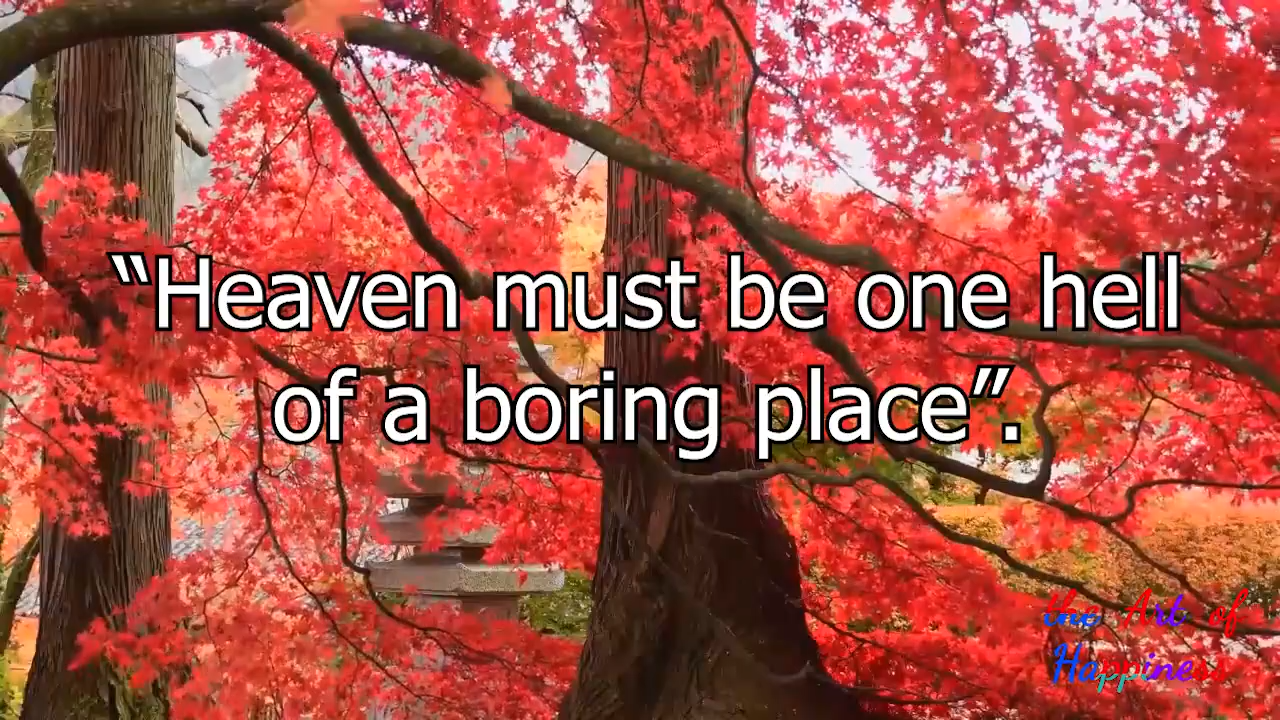 “Heaven must be one hell
of a boring place”.
the Art of
Happiness